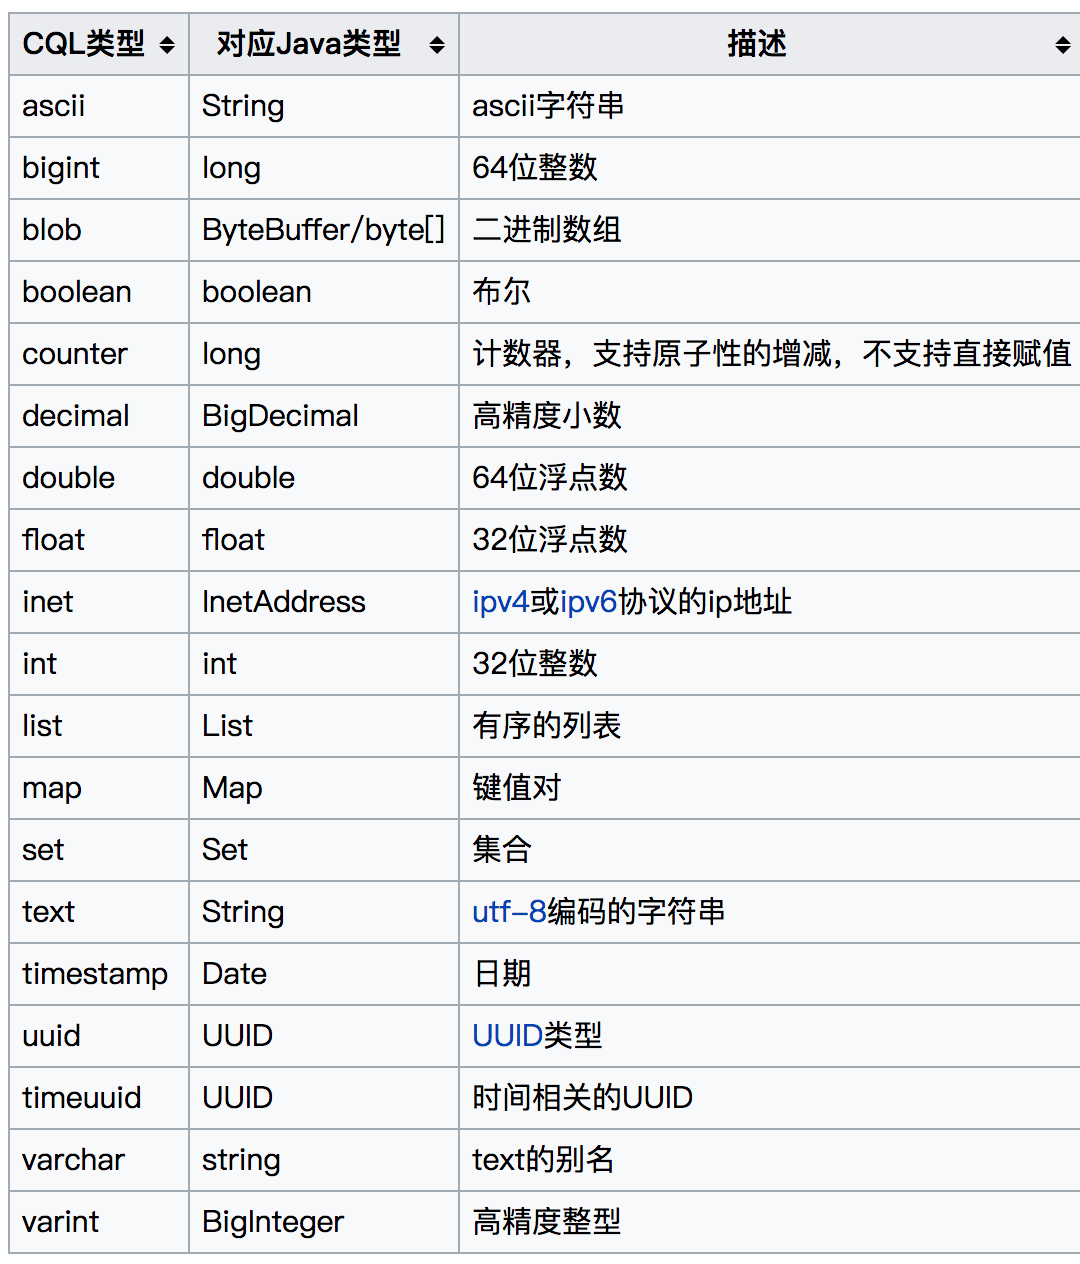 CQL类型 对应Java类型 描述
ascii String ascii字符串
bigint long 64位整数
blob ByteBuffer/byte[] 二进制数组
boolean boolean 布尔
counter long 计数器，支持原子性的增减，不支持直接赋值
decimal BigDecimal 高精度小数
double double 64位浮点数
float float 32位浮点数
inet InetAddress ipv4或ipv6协议的ip地址
int int 32位整数
list List 有序的列表
map Map 键值对
set Set 集合
text String utf-8编码的字符串
timestamp Date 日期
uuid UUID UUID类型
timeuuid UUID 时间相关的UUID
varchar string text的别名
varint BigInteger 高精度整型